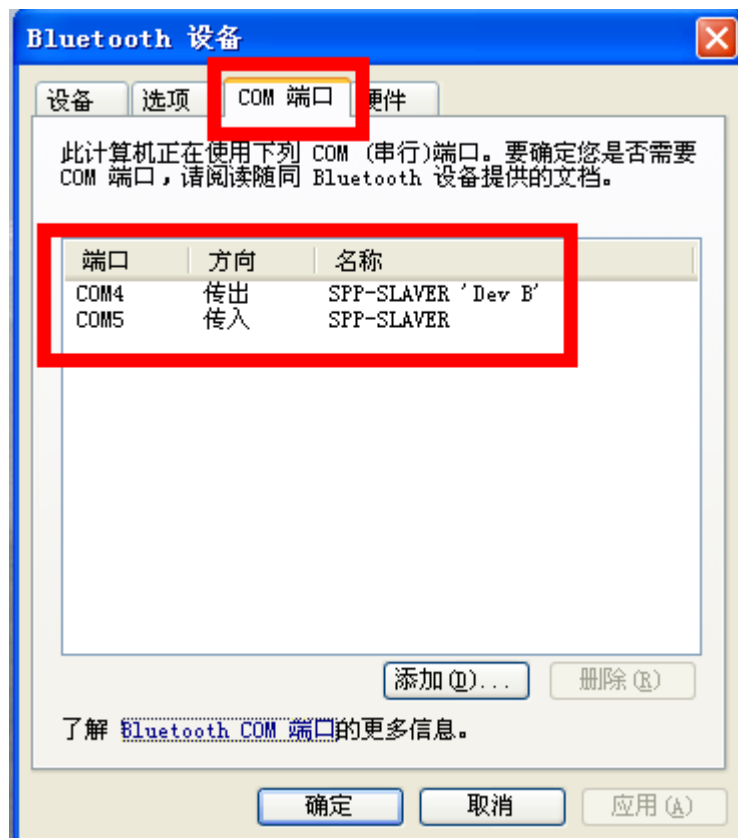 Bluetooth 设备
设备 选项 COM 端口 硬件
此计算机正在使用下列 COM (串行)端口。要确定您是否需要
COM 端口，请阅读随同 Bluetooth 设备提供的文档。
端口 方向 名称
COM4 传出 SPP-SLAVER 'Dev B'
COM5 传入 SPP-SLAVER
添加(D)... 删除(R)
了解 Bluetooth COM 端口的更多信息。
确定 取消 应用(A)